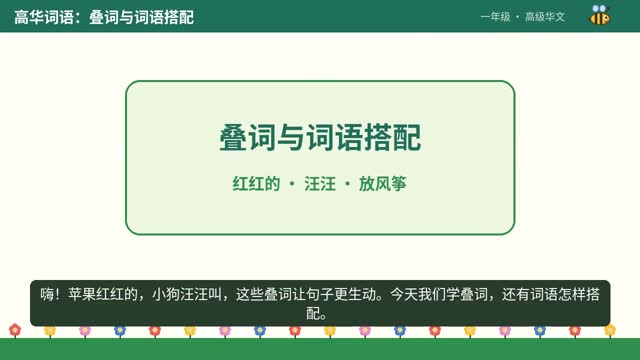 高华词语：叠词与词语搭配
一年级 · 高级华文
叠词与词语搭配
红红的 · 汪汪 · 放风筝
嗨！苹果红红的，小狗汪汪叫，这些叠词让句子更生动。今天我们学叠词，还有词语怎样搭
配。